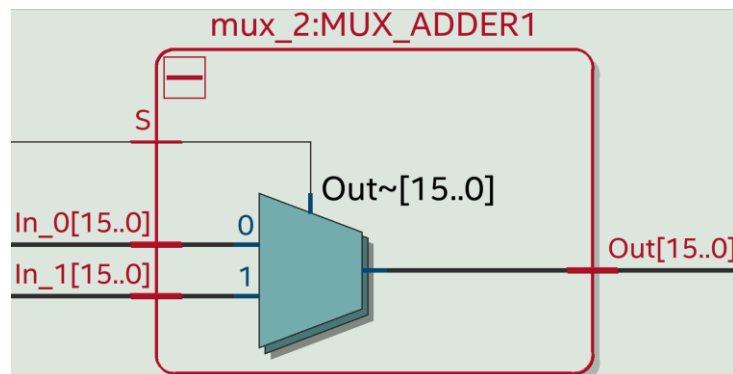 mux_2:MUX_ADDER1
S
Out~[15..0]
In_0[15..0]
0
Out[15..0]
In_1[15..0]
1